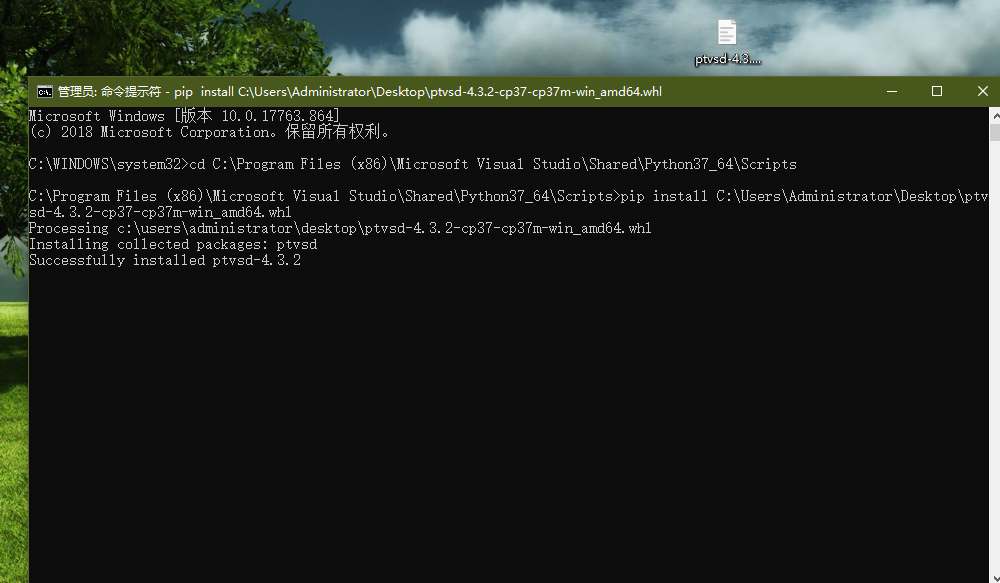 ptvsd-4.3....
管理员: 命令提示符 - pip  install C:\Users\Administrator\Desktop\ptvsd-4.3.2-cp37-cp37m-win_amd64.whl
Microsoft Windows [版本 10.0.17763.864]
(c) 2018 Microsoft Corporation。保留所有权利。
C:\WINDOWS\system32>cd C:\Program Files (x86)\Microsoft Visual Studio\Shared\Python37_64\Scripts
C:\Program Files (x86)\Microsoft Visual Studio\Shared\Python37_64\Scripts>pip install C:\Users\Administrator\Desktop\ptv
sd-4.3.2-cp37-cp37m-win_amd64.whl
Processing c:\users\administrator\desktop\ptvsd-4.3.2-cp37-cp37m-win_amd64.whl
Installing collected packages: ptvsd
Successfully installed ptvsd-4.3.2